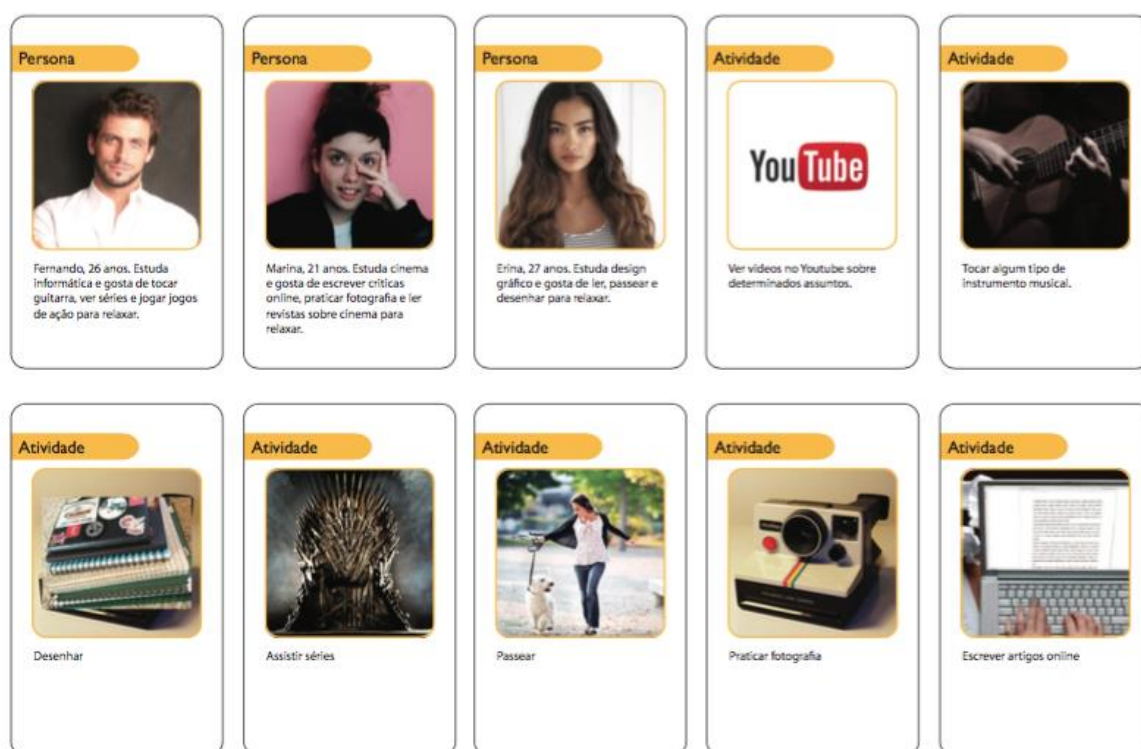 Persona
Fernando, 26 anos. Estuda
informática e gosta de tocar
guitarra, ver séries e jogar jogos
de ação para relaxar.
Persona
Marina, 21 anos. Estuda cinema
e gosta de escrever criticas
online, praticar fotografia e ler
revistas sobre cinema para
relaxar.
Persona
Erina, 27 anos. Estuda design
gráfico e gosta de ler, passear e
desenhar para relaxar.
Atividade
YouTube
Ver videos no Youtube sobre
determinados assuntos.
Atividade
Tocar algum tipo de
instrumento musical.
Atividade
Desenhar
Atividade
Assistir séries
Atividade
Passear
Atividade
Praticar fotografia
Atividade
Escrever artigos online